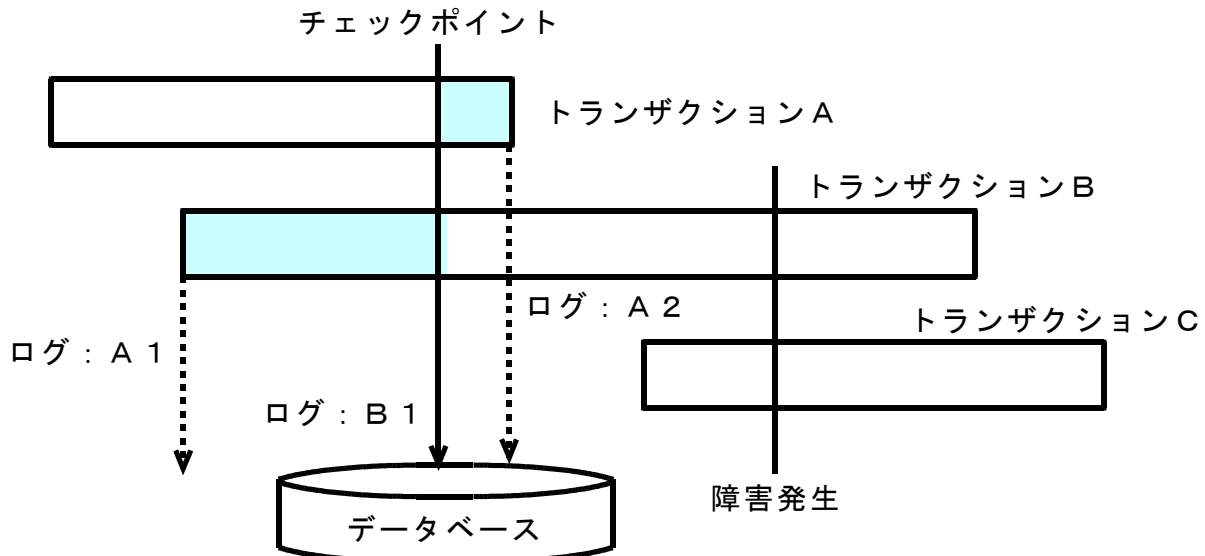 チェックポイント
トランザクションA
トランザクションB
ログ:A2
トランザクションC
ログ:A1
ログ:B1
障害発生
データベース